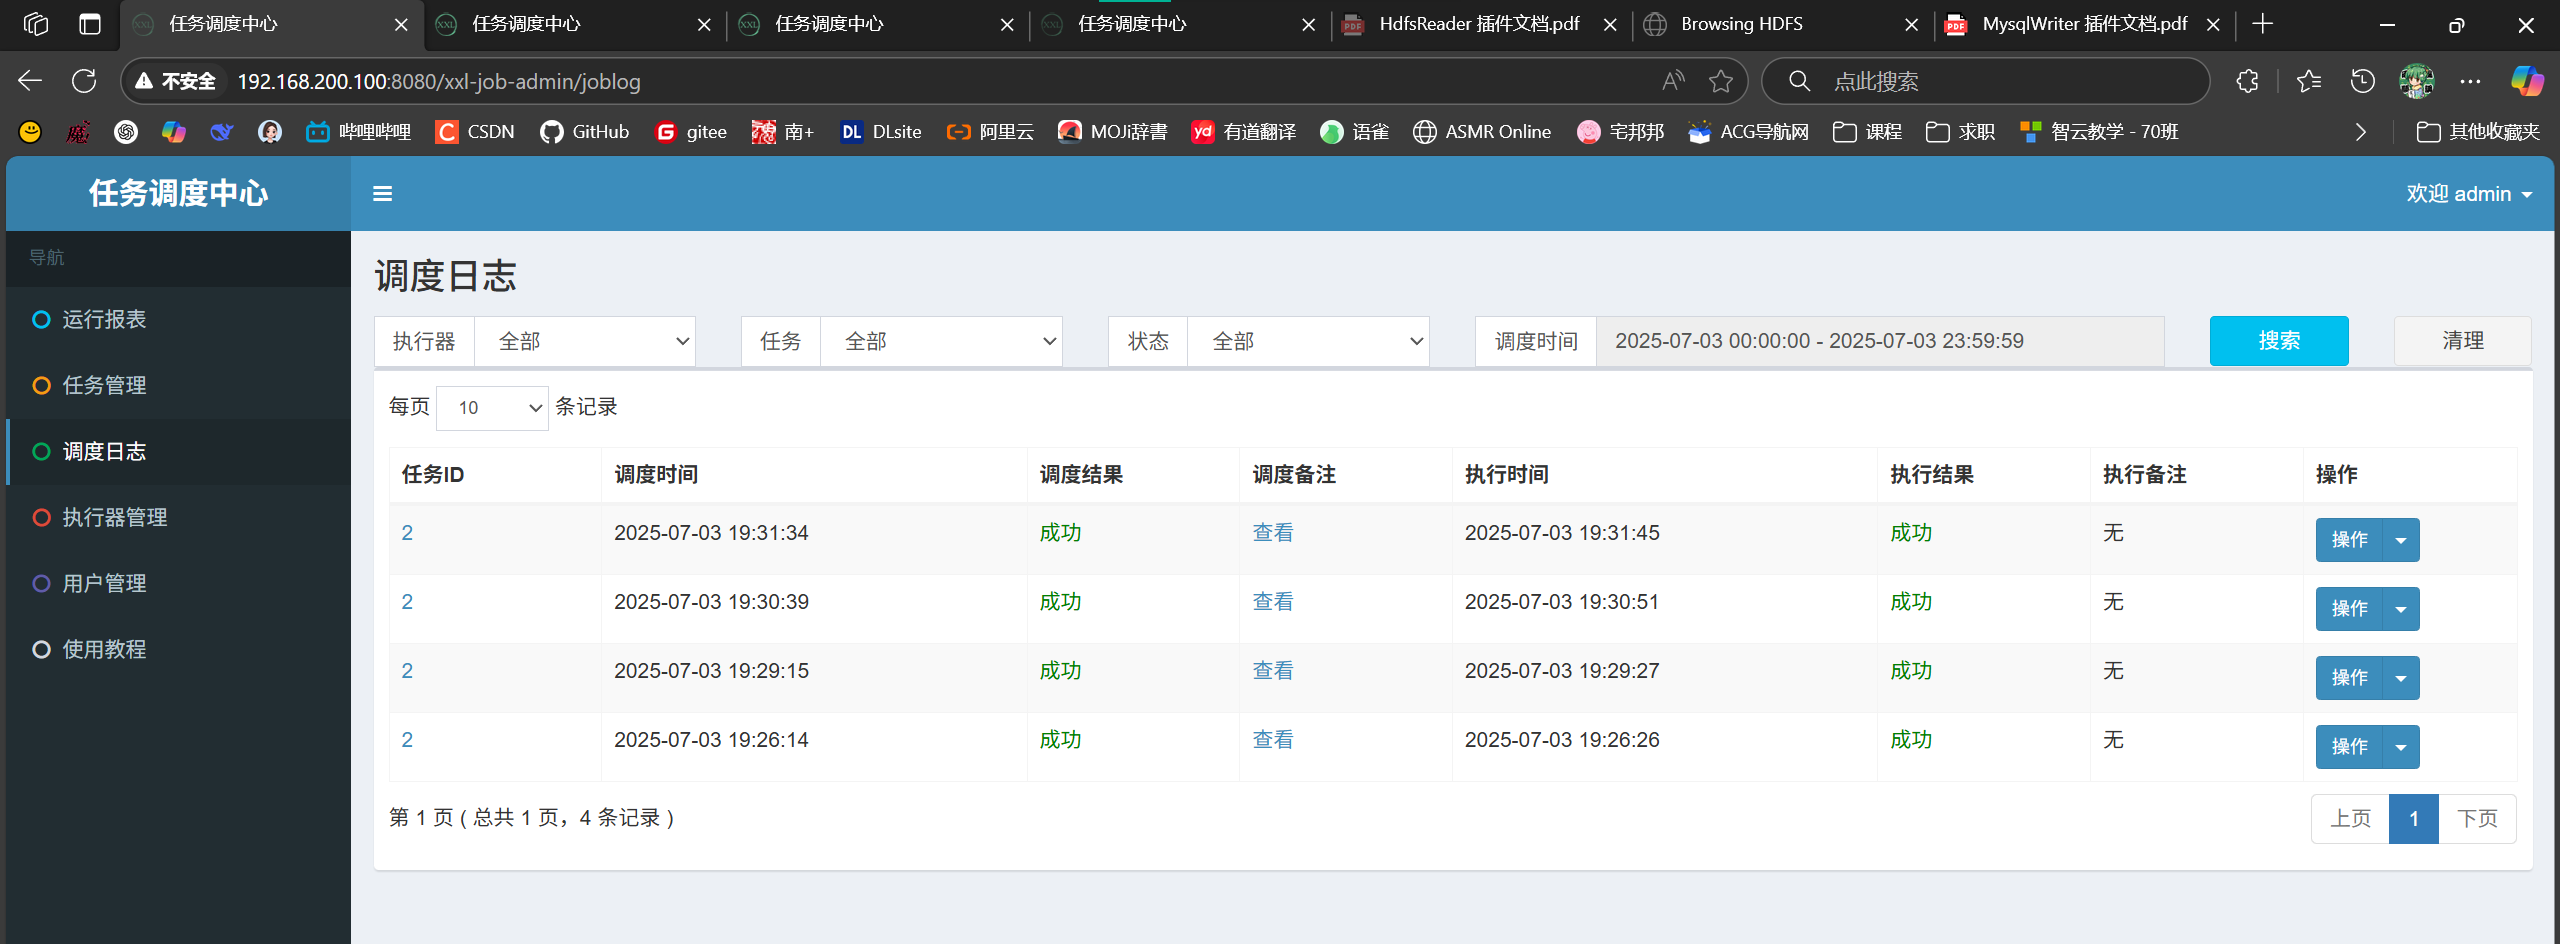 任务调度中心 任务调度中心 任务调度中心 任务调度中心 HdfsReader 插件文档.pdf Browsing HDFS MysqlWriter 插件文档.pdf
不安全 192.168.200.100:8080/xxl-job-admin/joblog 点此搜索
哔哩哔哩 CSDN GitHub gitee 南+ DLsite 阿里云 MOJi辞書 有道翻译 语雀 ASMR Online 宅邦邦 ACG导航网 课程 求职 智云教学 - 70班 其他收藏夹
任务调度中心 欢迎 admin
导航
运行报表
任务管理
调度日志
执行器管理
用户管理
使用教程
调度日志
执行器 全部 任务 全部 状态 全部 调度时间 2025-07-03 00:00:00 - 2025-07-03 23:59:59 搜索 清理
每页 10 条记录
任务ID 调度时间 调度结果 调度备注 执行时间 执行结果 执行备注 操作
2 2025-07-03 19:31:34 成功 查看 2025-07-03 19:31:45 成功 无 操作
2 2025-07-03 19:30:39 成功 查看 2025-07-03 19:30:51 成功 无 操作
2 2025-07-03 19:29:15 成功 查看 2025-07-03 19:29:27 成功 无 操作
2 2025-07-03 19:26:14 成功 查看 2025-07-03 19:26:26 成功 无 操作
第 1 页 ( 总共 1 页，4 条记录 ) 上页 1 下页